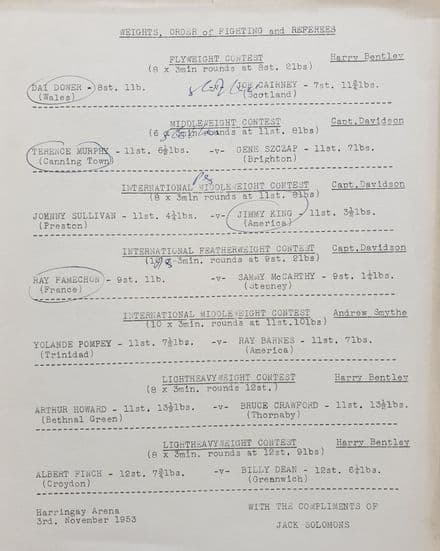 WEIGHTS, ORDER of FIGHTING and REFEREES
FLYWEIGHT CONTEST Harry Bentley
(8 x 3min rounds at 8st. 2lbs)
DAI DOWER - 8st. 1lb. JOE CAIRNEY - 7st. 11½lbs.
(Wales) (Scotland)
MIDDLEWEIGHT CONTEST Capt.Davidson
(6 x 3min rounds at 11st. 8lbs)
TERENCE MURPHY - 11st. 6½lbs. -v- GENE SZCZAP - 11st. 7lbs.
(Canning Town) (Brighton)
INTERNATIONAL MIDDLEWEIGHT CONTEST Capt.Davidson
(8 x 3min rounds at 11st. 8lbs)
JOHNNY SULLIVAN - 11st. 4¼lbs. -v- JIMMY KING - 11st. 3½lbs.
(Preston) (America)
INTERNATIONAL FEATHERWEIGHT CONTEST Capt.Davidson
3min. rounds at 9st. 2lbs)
RAY FAMECHON - 9st. 1lb. -v- SAMMY McCARTHY - 9st. 1½lbs.
(France) (Stepney)
INTERNATIONAL MIDDLEWEIGHT CONTEST Andrew Smythe
(10 x 3min. rounds at 11st.10lbs)
YOLANDE POMPEY - 11st. 7½lbs. -v- RAY BARNES - 11st. 7lbs.
(Trinidad) (America)
LIGHTHEAVYWEIGHT CONTEST Harry Bentley
(8 x 3min. rounds 12st.)
ARTHUR HOWARD - 11st. 13½lbs. -v- BRUCE CRAWFORD - 11st. 13½lbs.
(Bethnal Green) (Thornaby)
LIGHTHEAVYWEIGHT CONTEST Harry Bentley
(8 x 3min. rounds at 12st. 9lbs)
ALBERT FINCH - 12st. 7¾lbs. -v- BILLY DEAN - 12st. 6½lbs.
(Croydon) (Greenwich)
Harringay Arena WITH THE COMPLIMENTS OF
3rd. November 1953 JACK SOLOMONS